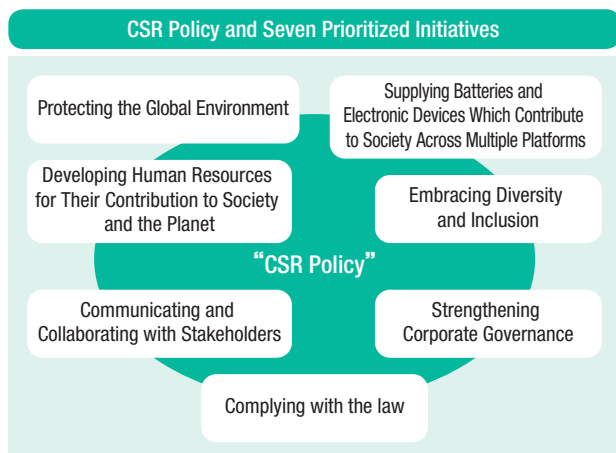 CSR Policy and Seven Prioritized Initiatives
Protecting the Global Environment
Supplying Batteries and
Electronic Devices Which Contribute
to Society Across Multiple Platforms
Developing Human Resources
for Their Contribution to Society
and the Planet
Embracing Diversity
and Inclusion
“CSR Policy”
Communicating and
Collaborating with Stakeholders
Strengthening
Corporate Governance
Complying with the law